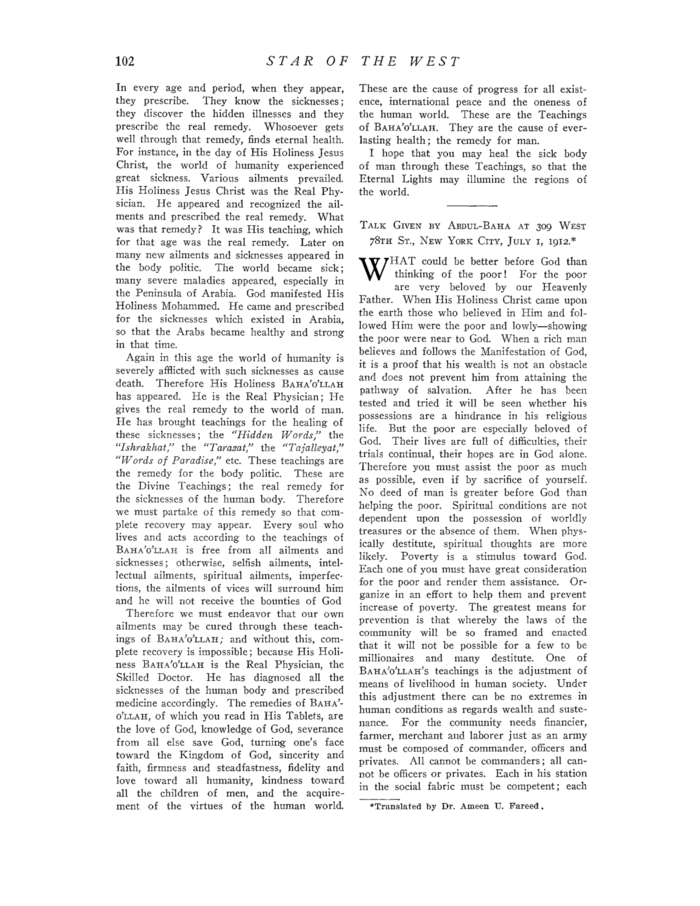 102
STAR OF THE WEST
In every age and period, when they appear,
they prescribe. They know the sicknesses;
they discover the hidden illnesses and they
prescribe the real remedy. Whosoever gets
well through that remedy, finds eternal health.
For instance, in the day of His Holiness Jesus
Christ, the world of humanity experienced
great sickness. Various ailments prevailed.
His Holiness Jesus Christ was the Real Phy-
sician. He appeared and recognized the ail-
ments and prescribed the real remedy. What
was that remedy? It was His teaching, which
for that age was the real remedy. Later on
many new ailments and sicknesses appeared in
the body politic. The world became sick;
many severe maladies appeared, especially in
the Peninsula of Arabia. God manifested His
Holiness Mohammed. He came and prescribed
for the sicknesses which existed in Arabia,
so that the Arabs became healthy and strong
in that time.
Again in this age the world of humanity is
severely afflicted with such sicknesses as cause
death. Therefore His Holiness BAHA'O'LLAH
has appeared. He is the Real Physician; He
gives the real remedy to the world of man.
He has brought teachings for the healing of
these sicknesses; the "Hidden Words," the
"Ishrakhat," the "Tarazat," the "Tajalleyat,"
"Words of Paradise," etc. These teachings are
the remedy for the body politic. These are
the Divine Teachings; the real remedy for
the sicknesses of the human body. Therefore
we must partake of this remedy so that com-
plete recovery may appear. Every soul who
lives and acts according to the teachings of
BAHA'O'LLAH is free from all ailments and
sicknesses; otherwise, selfish ailments, intel-
lectual ailments, spiritual ailments, imperfec-
tions, the ailments of vices will surround him
and he will not receive the bounties of God
Therefore we must endeavor that our own
ailments may be cured through these teach-
ings of BAHA'O'LLAH; and without this, com-
plete recovery is impossible; because His Holi-
ness BAHA'O'LLAH is the Real Physician, the
Skilled Doctor. He has diagnosed all the
sicknesses of the human body and prescribed
medicine accordingly. The remedies of BAHA'-
O'LLAH, of which you read in His Tablets, are
the love of God, knowledge of God, severance
from all else save God, turning one's face
toward the Kingdom of God, sincerity and
faith, firmness and steadfastness, fidelity and
love toward all humanity, kindness toward
all the children of men, and the acquire-
ment of the virtues of the human world.
These are the cause of progress for all exist-
ence, international peace and the oneness of
the human world. These are the Teachings
of BAHA'O'LLAH. They are the cause of ever-
lasting health; the remedy for man.
I hope that you may heal the sick body
of man through these Teachings, so that the
Eternal Lights may illumine the regions of
the world.
TALK GIVEN BY ABDUL-BAHA AT 309 WEST
78TH ST., NEW YORK CITY, JULY 1, 1912.*
WHAT could be better before God than
thinking of the poor! For the poor
are very beloved by our Heavenly
Father. When His Holiness Christ came upon
the earth those who believed in Him and fol-
lowed Him were the poor and lowly—showing
the poor were near to God. When a rich man
believes and follows the Manifestation of God,
it is a proof that his wealth is not an obstacle
and does not prevent him from attaining the
pathway of salvation. After he has been
tested and tried it will be seen whether his
possessions are a hindrance in his religious
life. But the poor are especially beloved of
God. Their lives are full of difficulties, their
trials continual, their hopes are in God alone.
Therefore you must assist the poor as much
as possible, even if by sacrifice of yourself.
No deed of man is greater before God than
helping the poor. Spiritual conditions are not
dependent upon the possession of worldly
treasures or the absence of them. When phys-
ically destitute, spiritual thoughts are more
likely. Poverty is a stimulus toward God.
Each one of you must have great consideration
for the poor and render them assistance. Or-
ganize in an effort to help them and prevent
increase of poverty. The greatest means for
prevention is that whereby the laws of the
community will be so framed and enacted
that it will not be possible for a few to be
millionaires and many destitute. One of
BAHA'O'LLAH'S teachings is the adjustment of
means of livelihood in human society. Under
this adjustment there can be no extremes in
human conditions as regards wealth and suste-
nance. For the community needs financier,
farmer, merchant and laborer just as an army
must be composed of commander, officers and
privates. All cannot be commanders; all can-
not be officers or privates. Each in his station
in the social fabric must be competent; each
*Translated by Dr. Ameen U. Fareed.